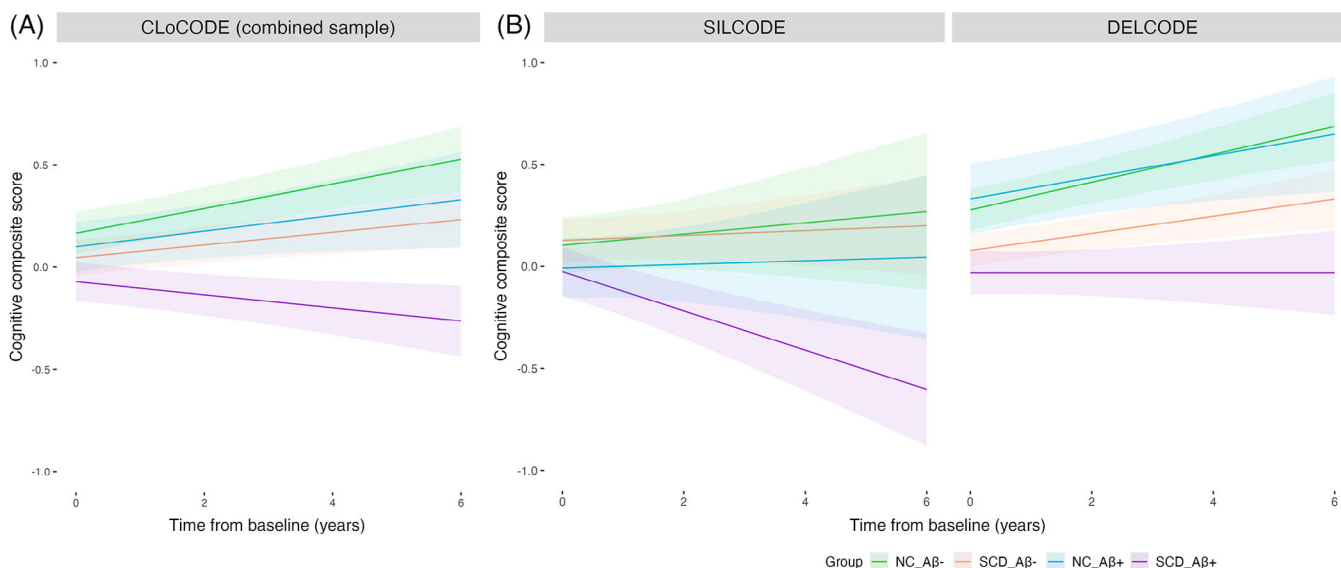 (A)
CLoCODE (combined sample)
(B)
SILCODE
DELCODE
Cognitive composite score
1.0
0.5
0.0
-0.5
-1.0
0
2
4
6
Time from baseline (years)
Cognitive composite score
1.0
0.5
0.0
-0.5
-1.0
0
2
4
6
0
2
4
6
Time from baseline (years)
Group NC_Aβ- SCD_Aβ- NC_Aβ+ SCD_Aβ+